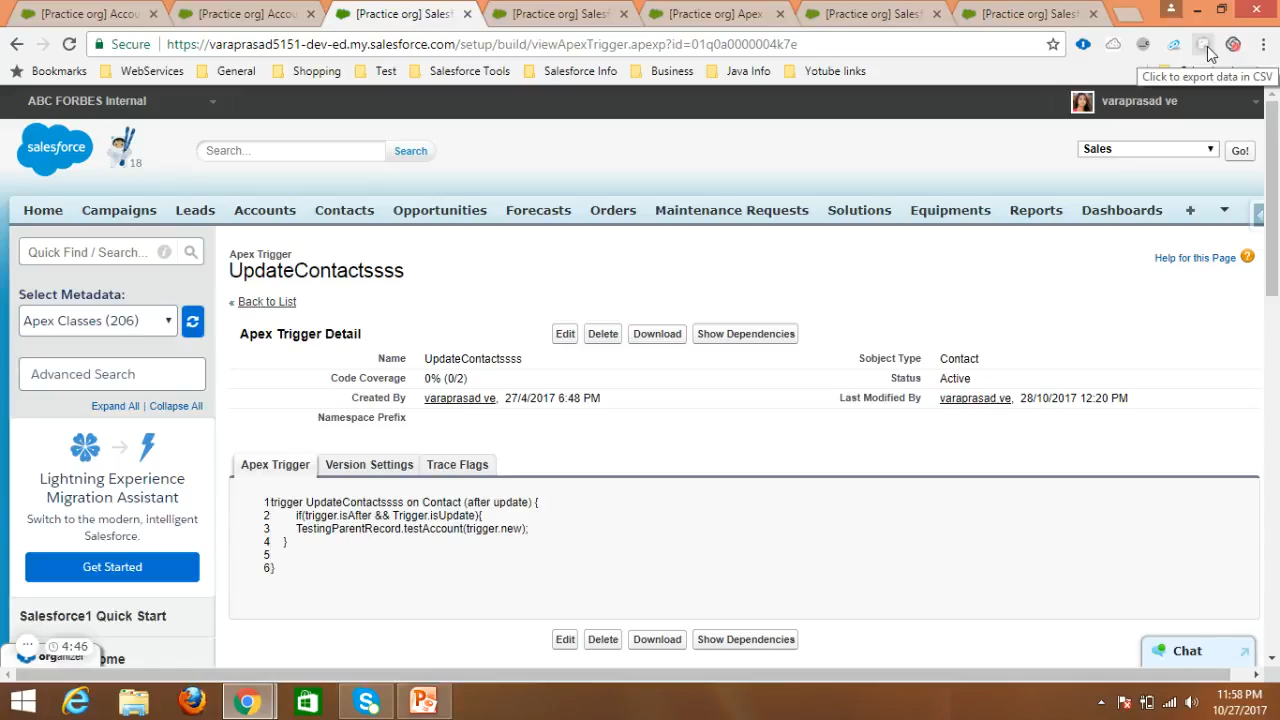 [Practice org] Accou
[Practice org] Accou
[Practice org] Sales
[Practice org] Salesf
[Practice org] Apex
[Practice org] Salesf
[Practice org] Salesf
Secure
https://varaprasad5151-dev-ed.my.salesforce.com/setup/build/viewApexTrigger.apexp?id=01q0a0000004k7e
Bookmarks WebServices General Shopping Test Salesforce Tools Salesforce Info Business Java Info Yotube links
Click to export data in CSV
ABC FORBES Internal
varaprasad ve
salesforce
18
Search...
Search
Sales
Go!
Home Campaigns Leads Accounts Contacts Opportunities Forecasts Orders Maintenance Requests Solutions Equipments Reports Dashboards +
Quick Find / Search...
Select Metadata:
Apex Classes (206)
Advanced Search
Expand All | Collapse All
Lightning Experience
Migration Assistant
Switch to the modern, intelligent
Salesforce.
Get Started
Salesforce1 Quick Start
4:46
organizer
ome
Apex Trigger
UpdateContactssss
Help for this Page
« Back to List
Apex Trigger Detail
Edit Delete Download Show Dependencies
Name UpdateContactssss
Sobject Type Contact
Code Coverage 0% (0/2)
Status Active
Created By varaprasad ve, 27/4/2017 6:48 PM
Last Modified By varaprasad ve, 28/10/2017 12:20 PM
Namespace Prefix
Apex Trigger Version Settings Trace Flags
1trigger UpdateContactssss on Contact (after update) {
2 if(trigger.isAfter && Trigger.isUpdate){
3 TestingParentRecord.testAccount(trigger.new);
4 }
5
6}
Edit Delete Download Show Dependencies
Chat
11:58 PM
10/27/2017